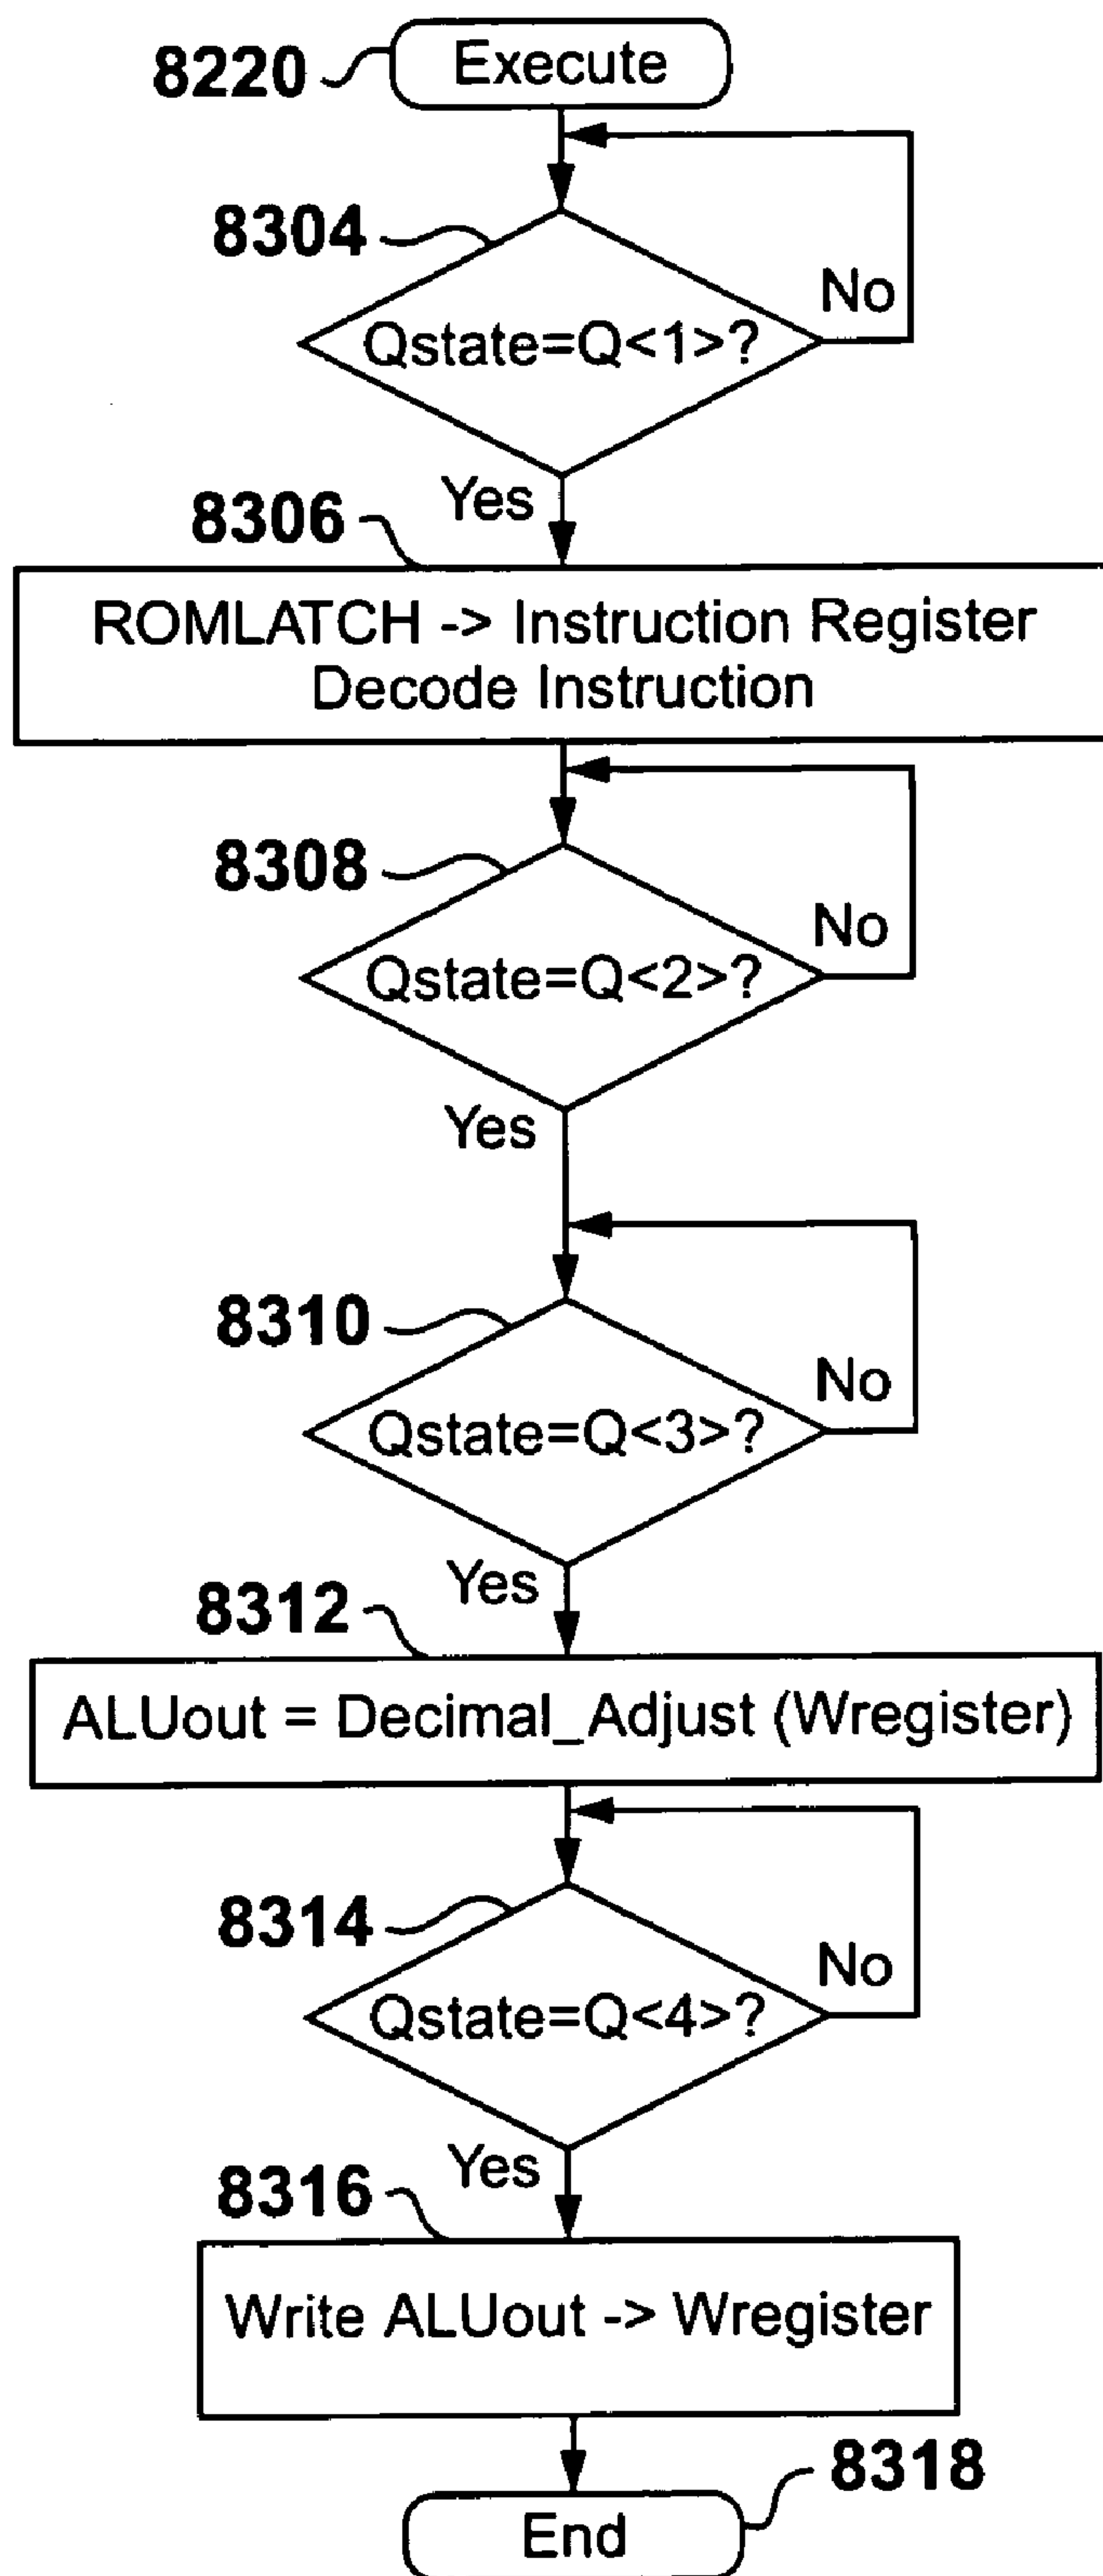 8220 Execute
8304
No
Qstate=Q<1>?
Yes
8306
ROMLATCH -> Instruction Register
Decode Instruction
8308
No
Qstate=Q<2>?
Yes
8310
No
Qstate=Q<3>?
Yes
8312
ALUout = Decimal_Adjust (Wregister)
8314
No
Qstate=Q<4>?
Yes
8316
Write ALUout -> Wregister
8318
End